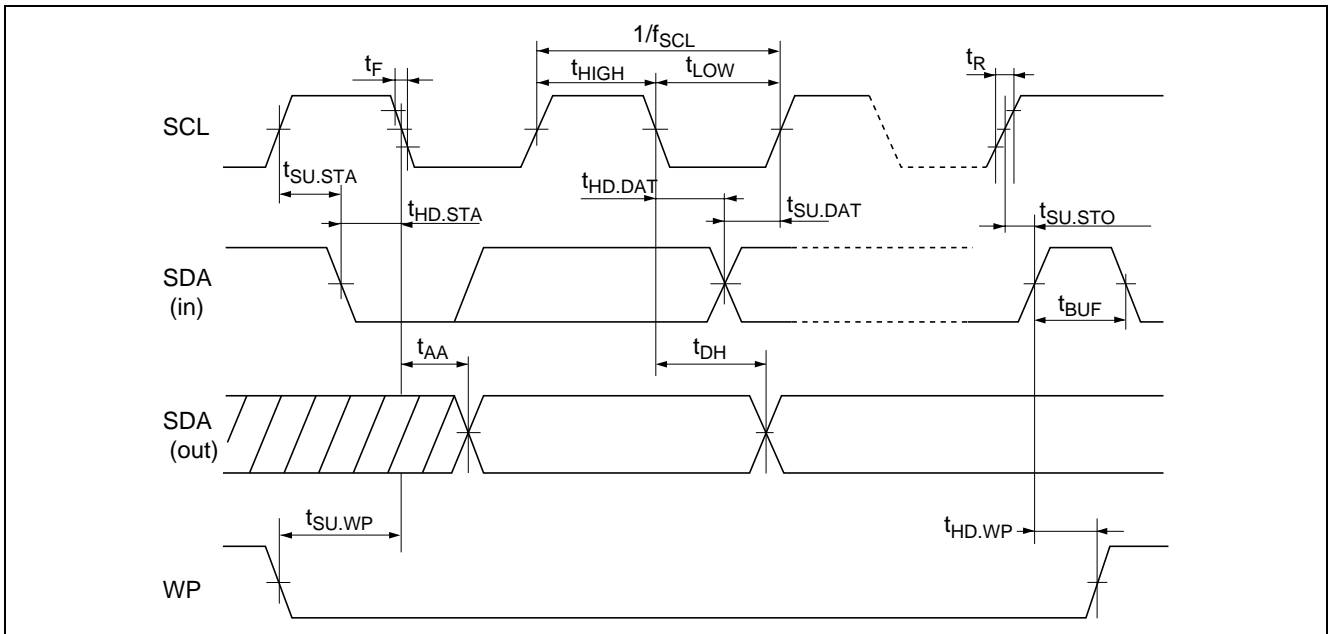 1/fSCL
tF
tHIGH
tLOW
tR
SCL
tSU.STA
tHD.STA
tHD.DAT
tSU.DAT
tSU.STO
SDA
(in)
tBUF
tAA
tDH
SDA
(out)
tSU.WP
tHD.WP
WP